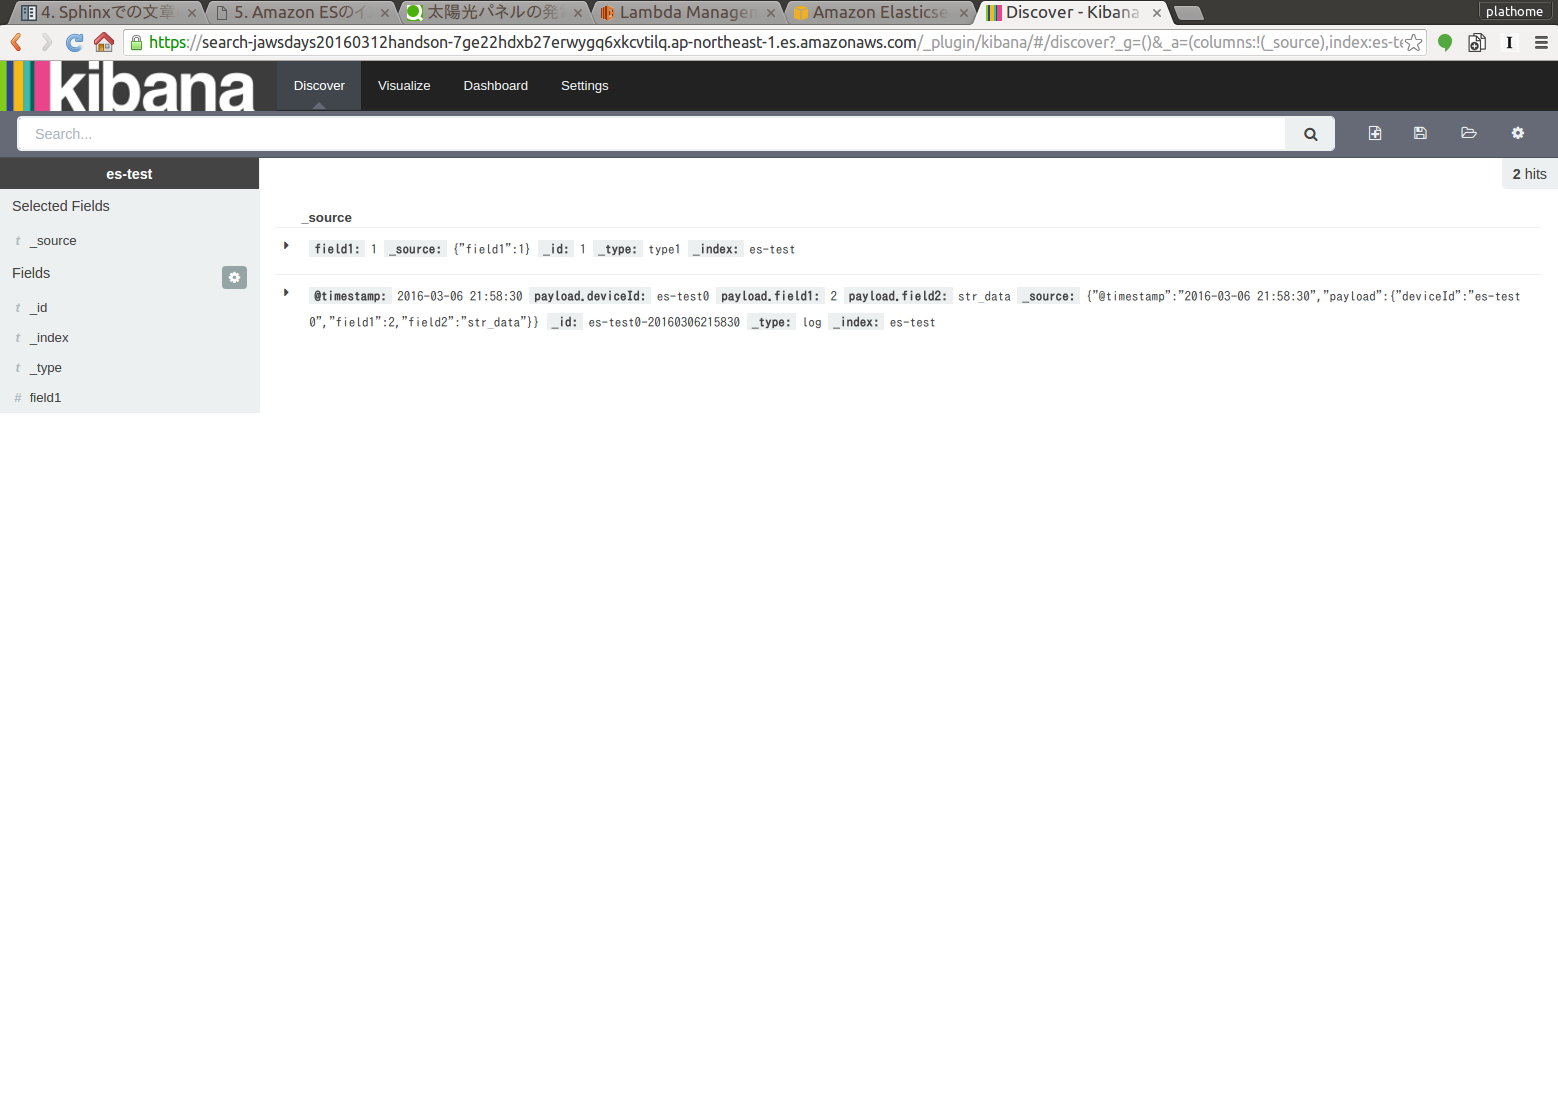 4. Sphinxでの文章
5. Amazon ESのイ
太陽光パネルの発
Lambda Managem
Amazon Elasticse
Discover - Kibana
plathome
https://search-jawsdays20160312handson-7ge22hdxb27erwygq6xkcvtilq.ap-northeast-1.es.amazonaws.com/_plugin/kibana/#/discover?_g=()&_a=(columns:!(_source),index:es-te
kibana
Discover
Visualize
Dashboard
Settings
Search...
es-test
2 hits
Selected Fields
t _source
Fields
t _id
t _index
t _type
# field1
_source
field1: 1 _source: {"field1":1} _id: 1 _type: type1 _index: es-test
@timestamp: 2016-03-06 21:58:30 payload.deviceId: es-test0 payload.field1: 2 payload.field2: str_data _source: {"@timestamp":"2016-03-06 21:58:30","payload":{"deviceId":"es-test
0","field1":2,"field2":"str_data"}} _id: es-test0-20160306215830 _type: log _index: es-test